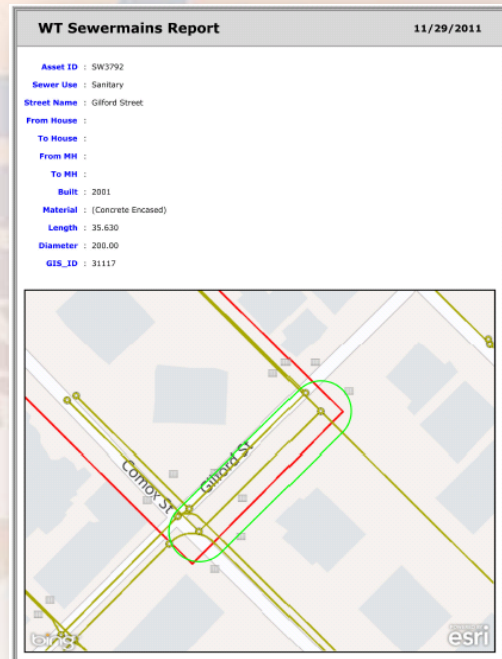 WT Sewermains Report 11/29/2011
Asset ID : SW3792
Sewer Use : Sanitary
Street Name : Gilford Street
From House :
To House :
From MH :
To MH :
Built : 2001
Material : (Concrete Encased)
Length : 35.630
Diameter : 200.00
GIS_ID : 31117
Gilford St
Comox St
bing
POWERED BY
esri